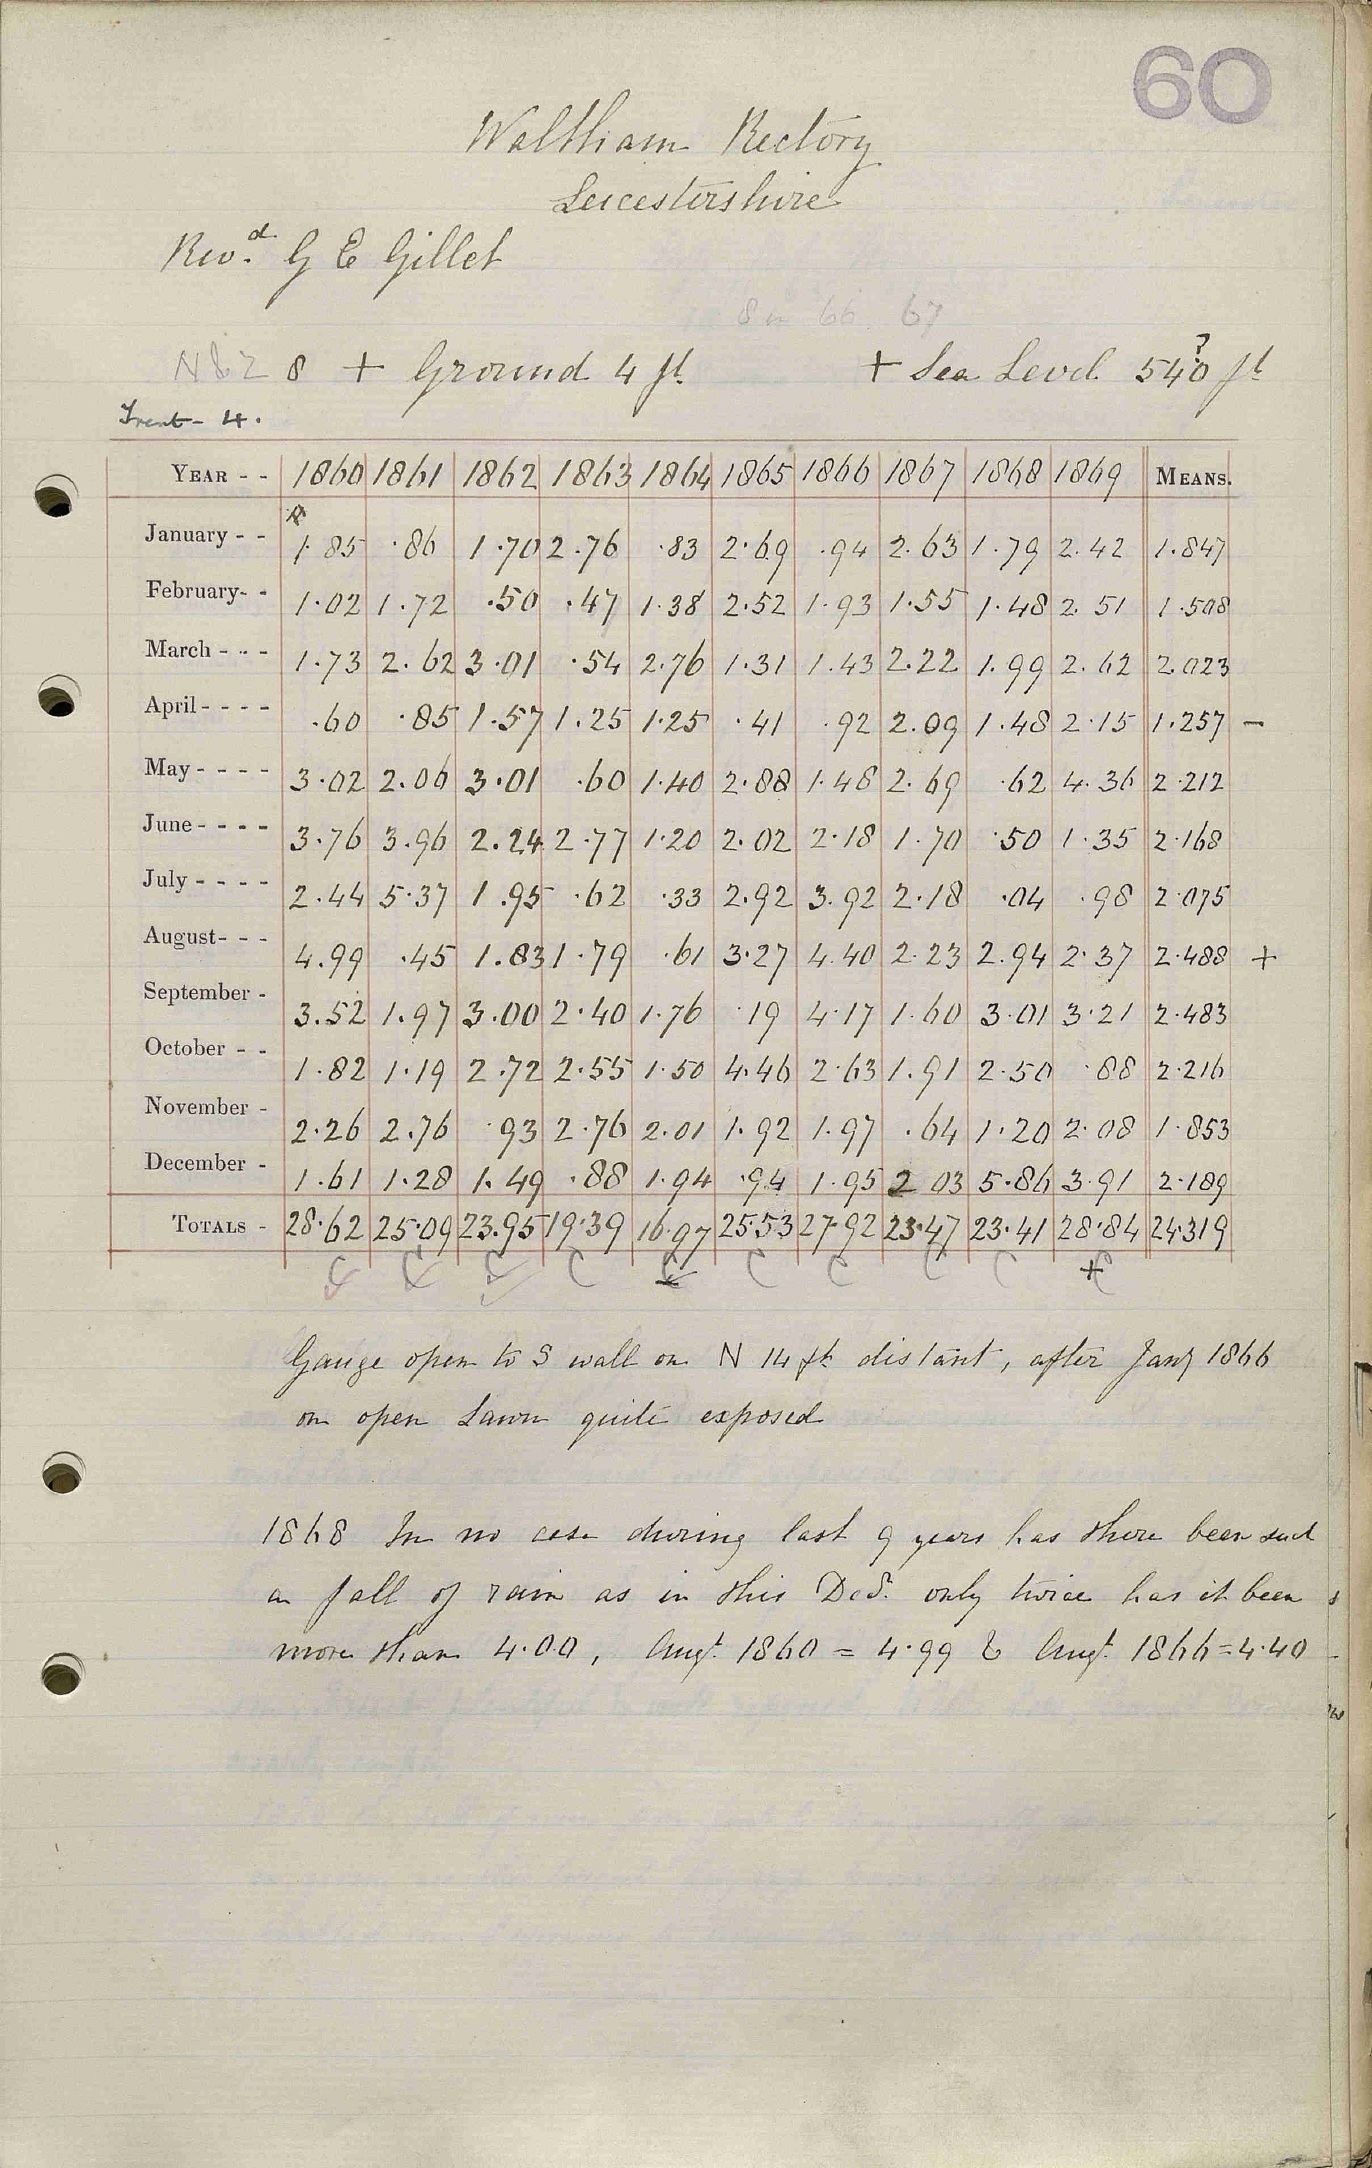 60
Waltham Rectory
Leicestershire
Revd. G E Gillet
8 in 66 67
8 + Ground 4 ft + Sea Level 540? ft
Trent - 4.
YEAR - - 1860 1861 1862 1863 1864 1865 1866 1867 1868 1869 MEANS.
January - - 1.85 .86 1.70 2.76 .83 2.69 .94 2.63 1.79 2.42 1.847
February- - 1.02 1.72 .50 .47 1.38 2.52 1.93 1.55 1.48 2.51 1.508
March - - - 1.73 2.62 3.01 .54 2.76 1.31 1.43 2.22 1.99 2.62 2.023
April - - - - .60 .85 1.57 1.25 1.25 .41 .92 2.09 1.48 2.15 1.257 -
May - - - - 3.02 2.06 3.01 .60 1.40 2.88 1.48 2.69 .62 4.36 2.212
June - - - - 3.76 3.96 2.24 2.77 1.20 2.02 2.18 1.70 .50 1.35 2.168
July - - - - 2.44 5.37 1.95 .62 .33 2.92 3.92 2.18 .04 .98 2.075
August- - - 4.99 .45 1.83 1.79 .61 3.27 4.40 2.23 2.94 2.37 2.488 +
September - 3.52 1.97 3.00 2.40 1.76 .19 4.17 1.60 3.01 3.21 2.483
October - - 1.82 1.19 2.72 2.55 1.50 4.46 2.63 1.91 2.50 .88 2.216
November - 2.26 2.76 .93 2.76 2.01 1.92 1.97 .64 1.20 2.08 1.853
December - 1.61 1.28 1.49 .88 1.94 .94 1.95 2 03 5.86 3.91 2.189
TOTALS - 28.62 25.09 23.95 19.39 16.97 25.53 27.92 23.47 23.41 28.84 24.319
C C C C C C C C C C
Gauge open to S wall on N 14 ft distant, after Jany 1866
on open Lawn quite exposed
1868 In no case during last 9 years has there been such
a fall of rain as in this Dec. only twice has it been
more than 4.00, Augt. 1860 = 4.99 & Augt. 1866 = 4.40